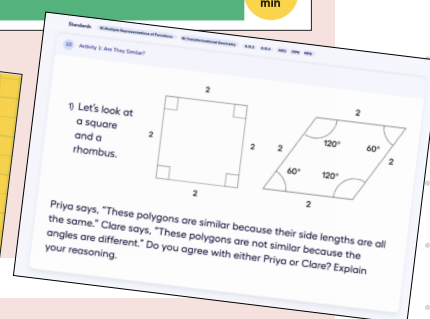 min
Standards
Activity 1: Are They Similar?
1) Let's look at
a square
and a
rhombus.
2
2
2
2
2
120°
60°
2
2
60°
120°
2
Priya says, "These polygons are similar because their side lengths are all
the same." Clare says, "These polygons are not similar because the
angles are different." Do you agree with either Priya or Clare? Explain
your reasoning.